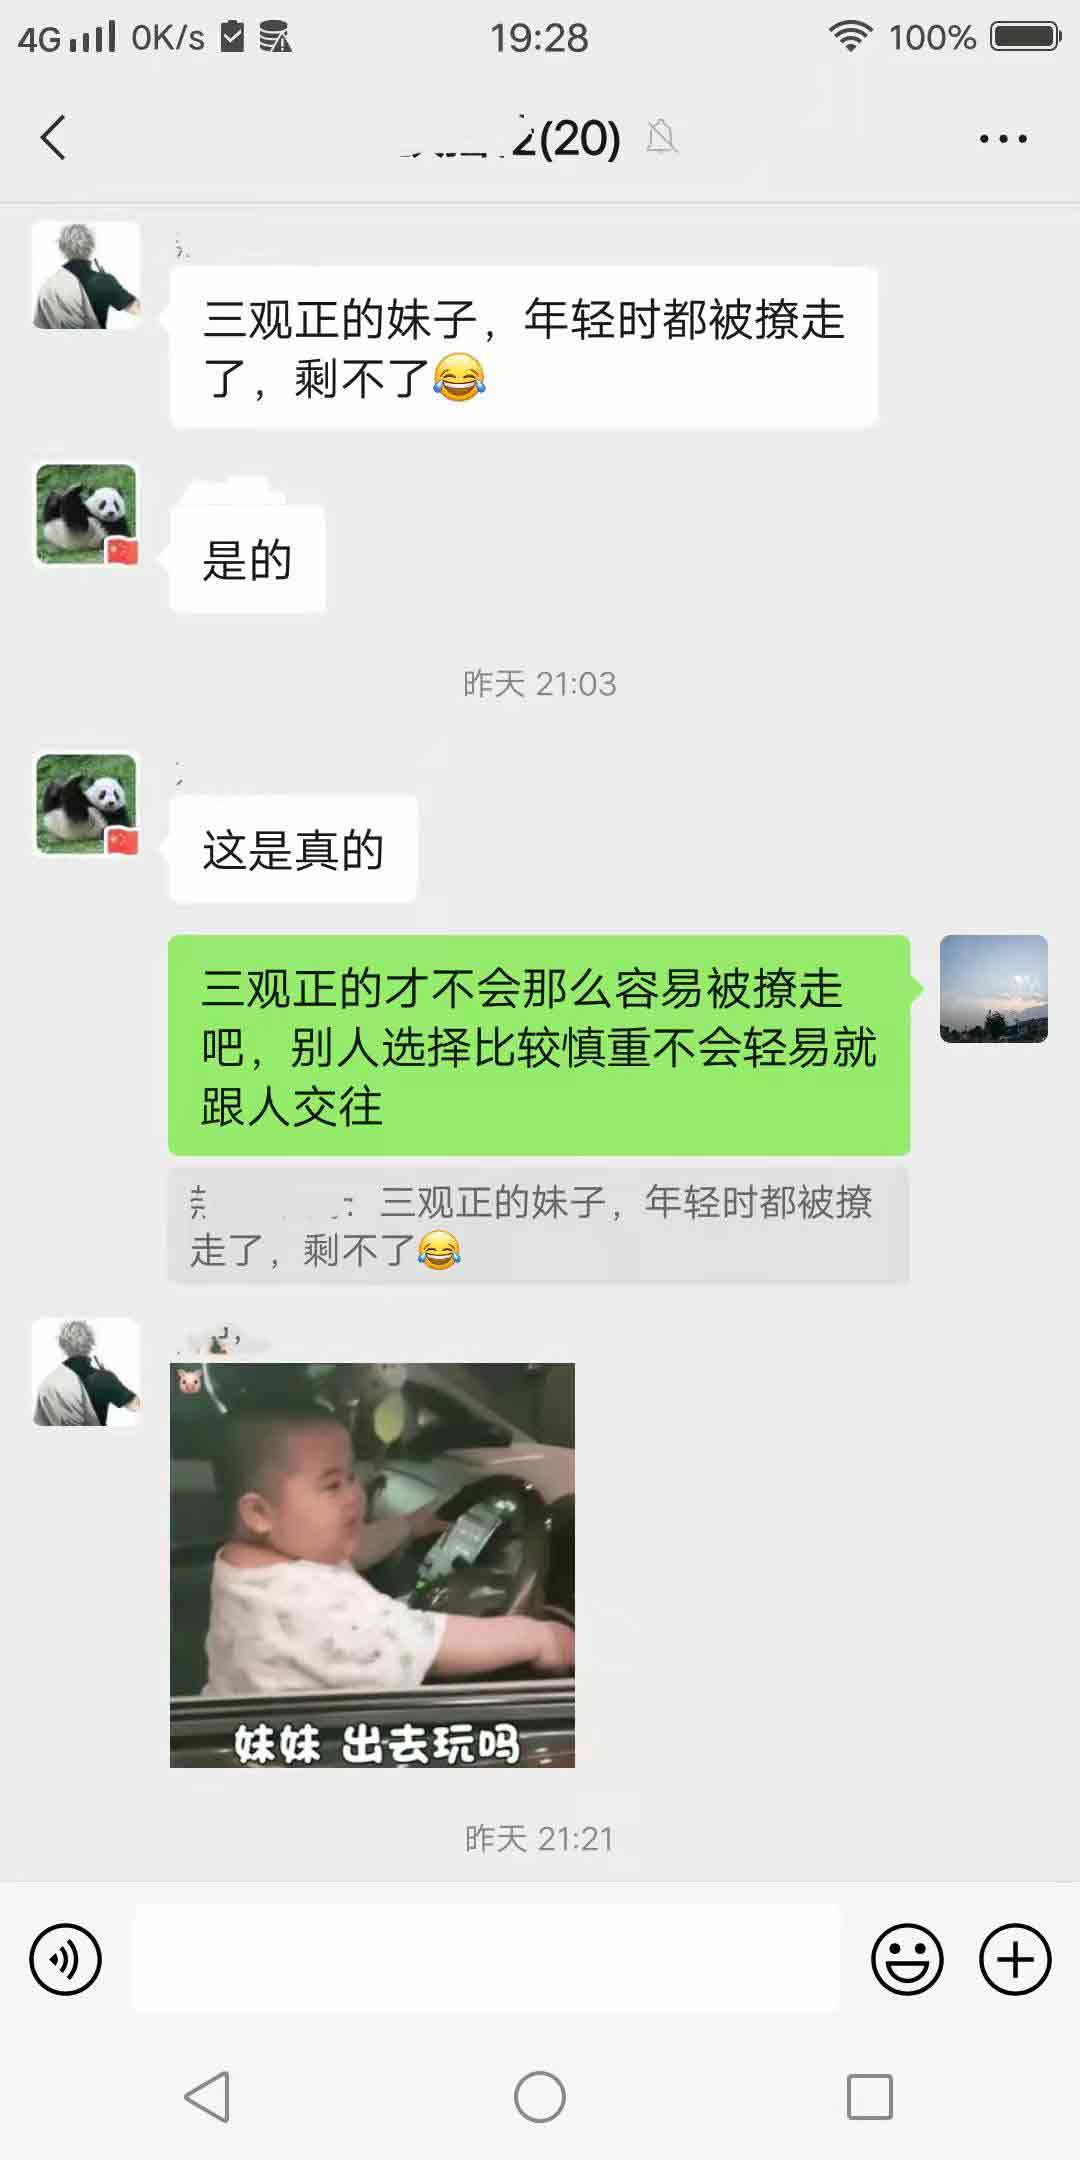 4G 0K/s 19:28 100%
2(20)
三观正的妹子，年轻时都被撩走
了，剩不了😂
是的
昨天 21:03
这是真的
三观正的才不会那么容易被撩走
吧，别人选择比较慎重不会轻易就
跟人交往
：三观正的妹子，年轻时都被撩
走了，剩不了😂
妹妹 出去玩吗
昨天 21:21